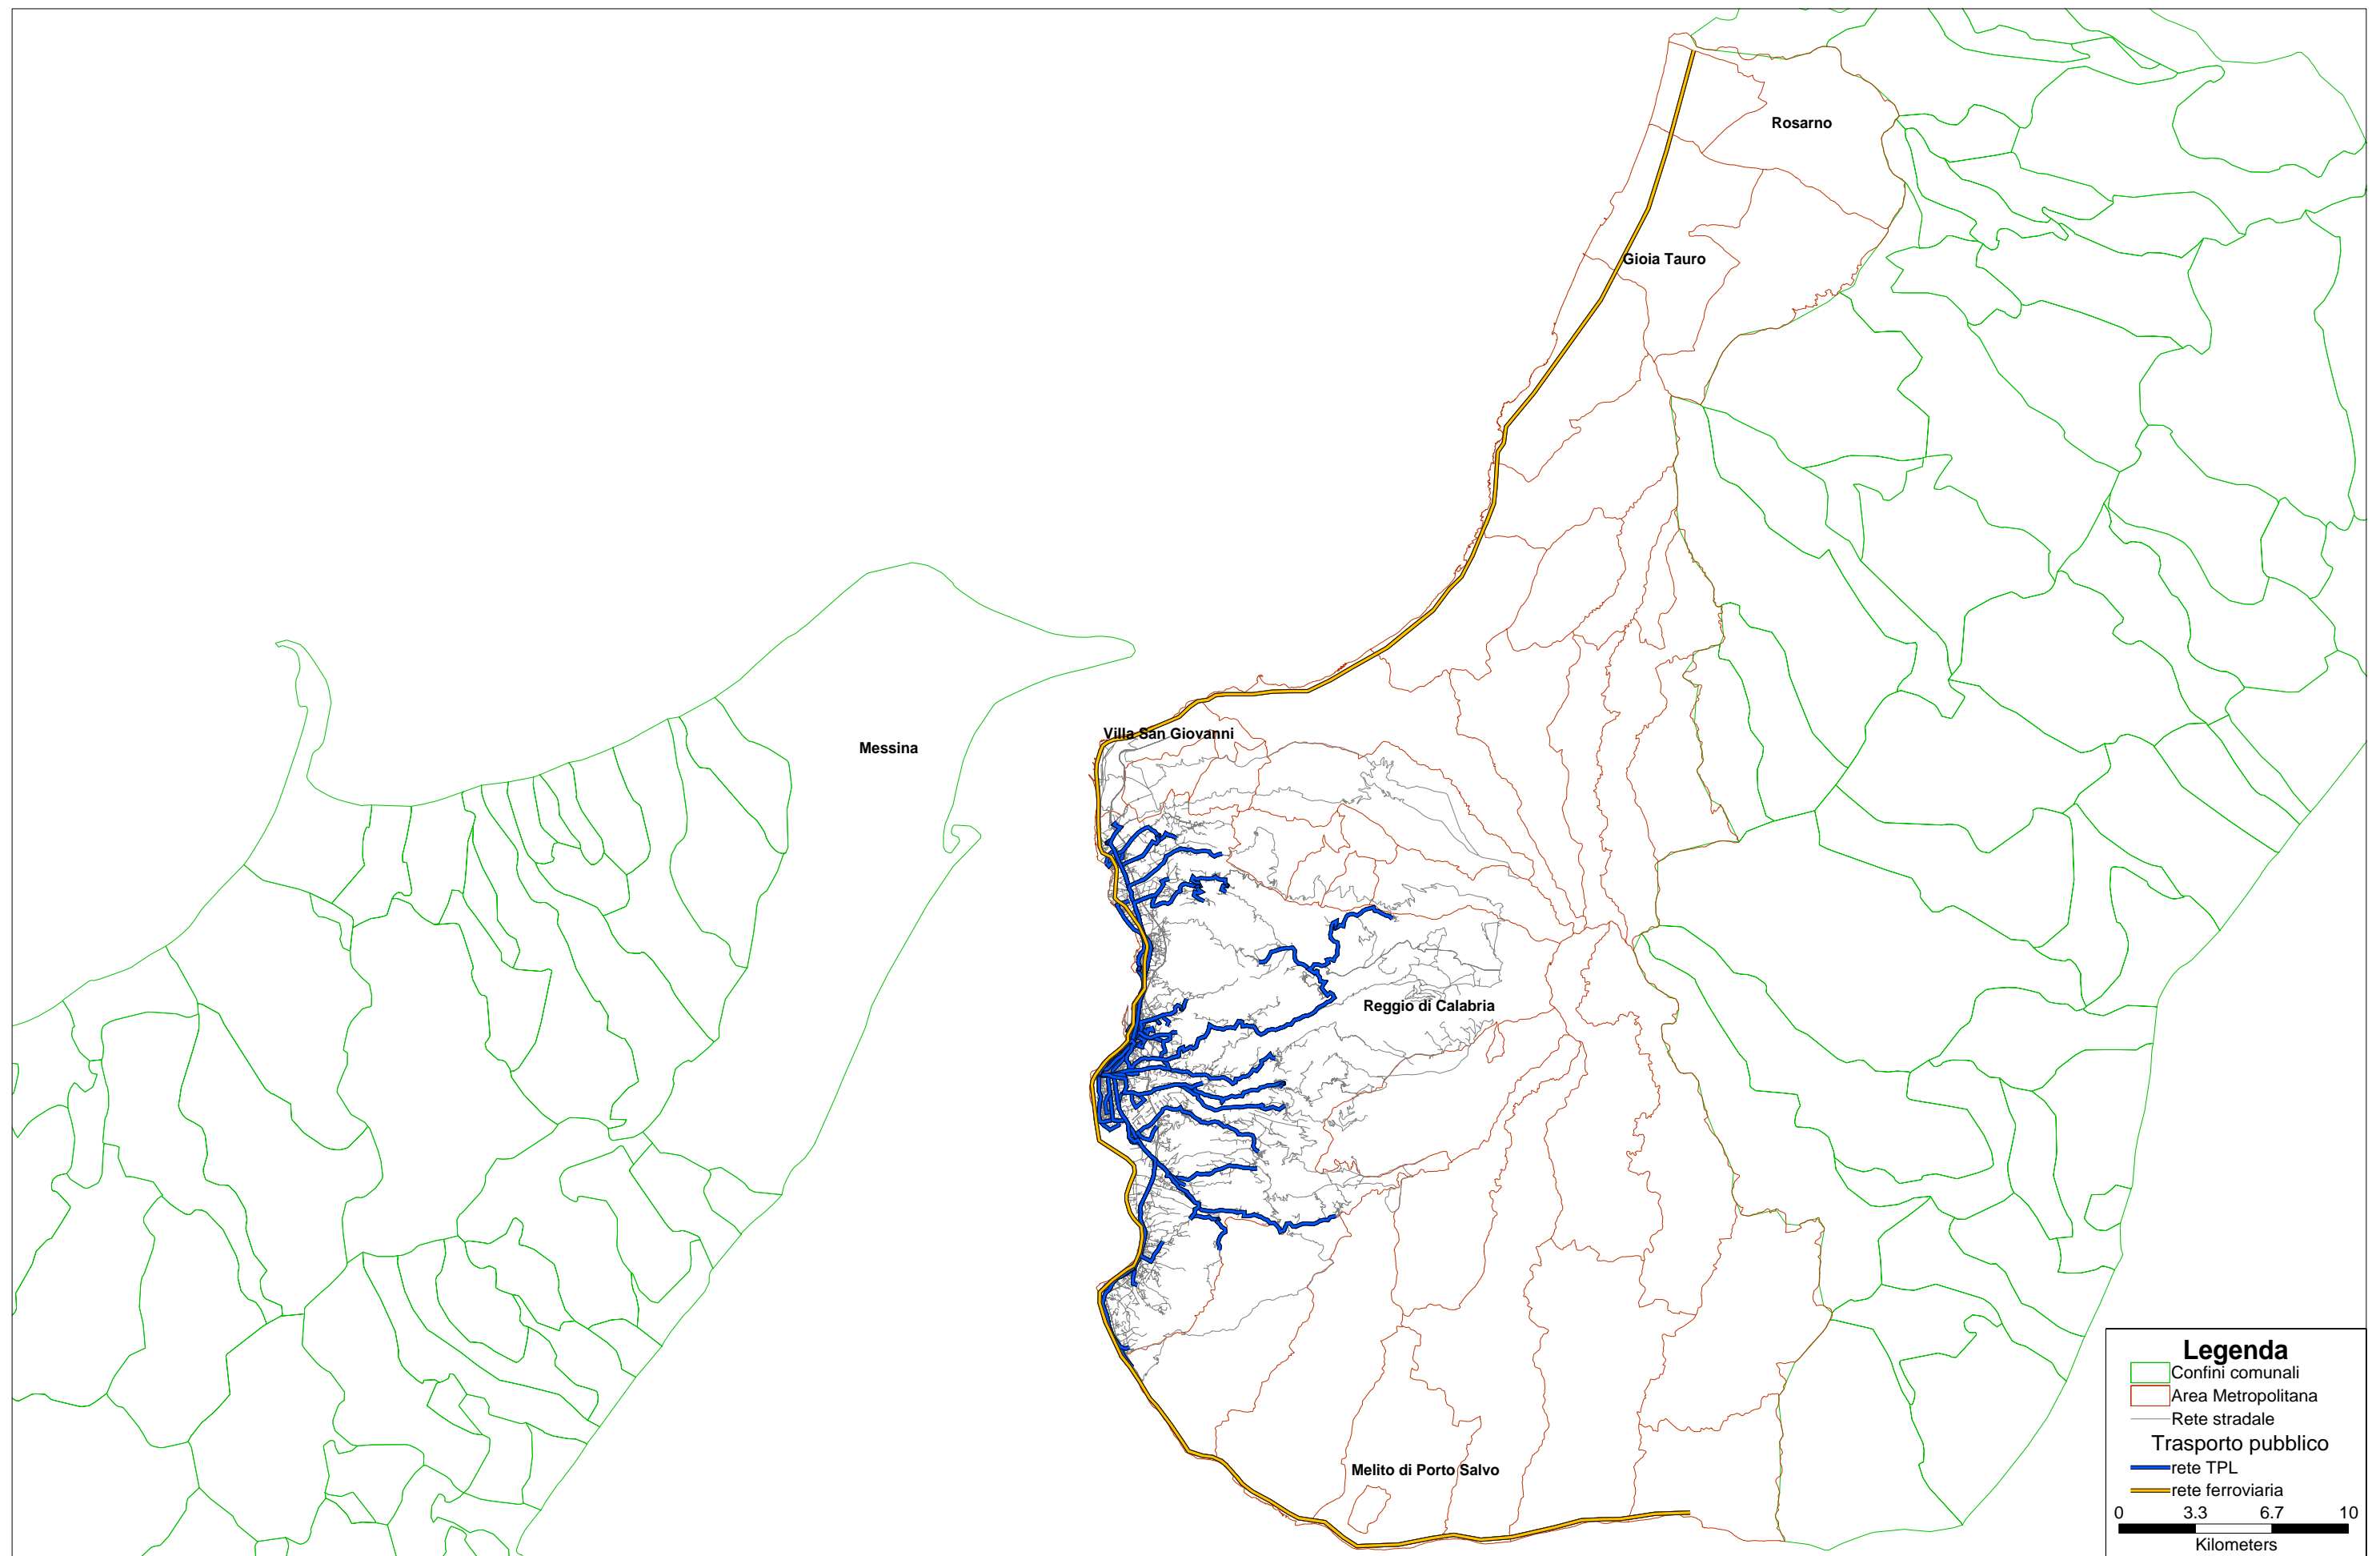 Rosarno
Gioia Tauro
Villa San Giovanni
Messina
Reggio di Calabria
Melito di Porto Salvo
Legenda
Confini comunali
Area Metropolitana
Rete stradale
Trasporto pubblico
rete TPL
rete ferroviaria
0 3.3 6.7 10
Kilometers